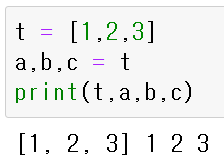 t = [1,2,3]
a,b,c = t
print(t,a,b,c)
[1, 2, 3] 1 2 3